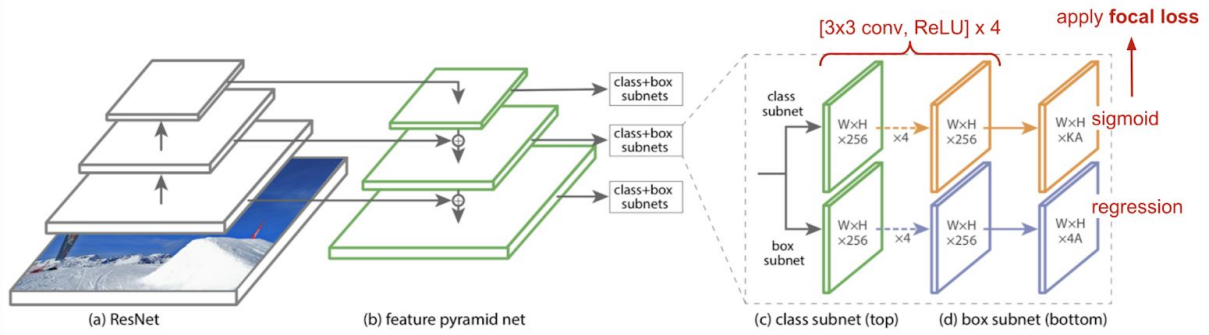 apply focal loss
[3x3 conv, ReLU] x 4
class+box
subnets
class+box
subnets
class+box
subnets
class
subnet
W×H
×256
×4
W×H
×256
W×H
×KA
sigmoid
box
subnet
W×H
×256
×4
W×H
×256
W×H
×4A
regression
(a) ResNet
(b) feature pyramid net
(c) class subnet (top)
(d) box subnet (bottom)